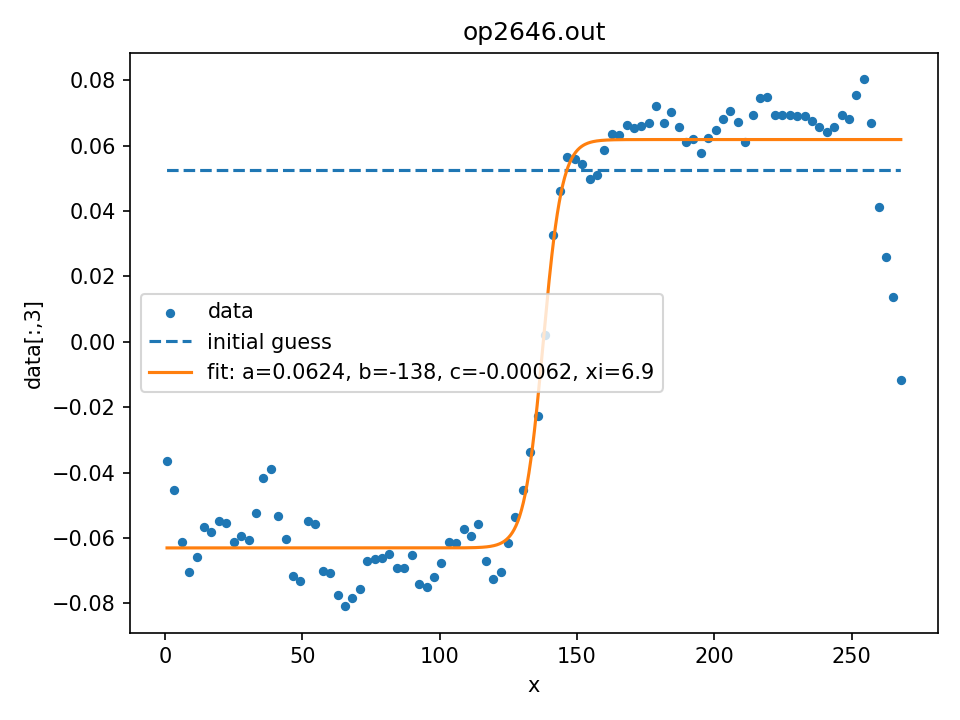 op2646.out
0.08
0.06
0.04
0.02
0.00
−0.02
−0.04
−0.06
−0.08
data[:,3]
data
initial guess
fit: a=0.0624, b=-138, c=-0.00062, xi=6.9
0 50 100 150 200 250
x